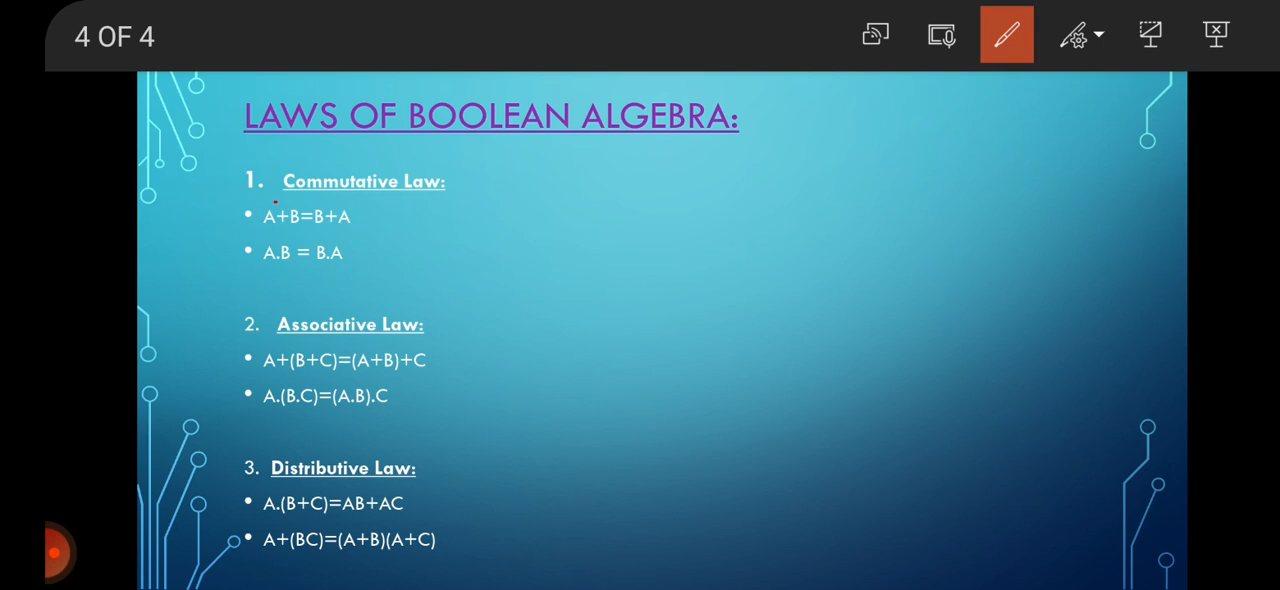 4 OF 4
LAWS OF BOOLEAN ALGEBRA:
1. Commutative Law:
• A+B=B+A
• A.B = B.A
2. Associative Law:
• A+(B+C)=(A+B)+C
• A.(B.C)=(A.B).C
3. Distributive Law:
• A.(B+C)=AB+AC
• A+(BC)=(A+B)(A+C)